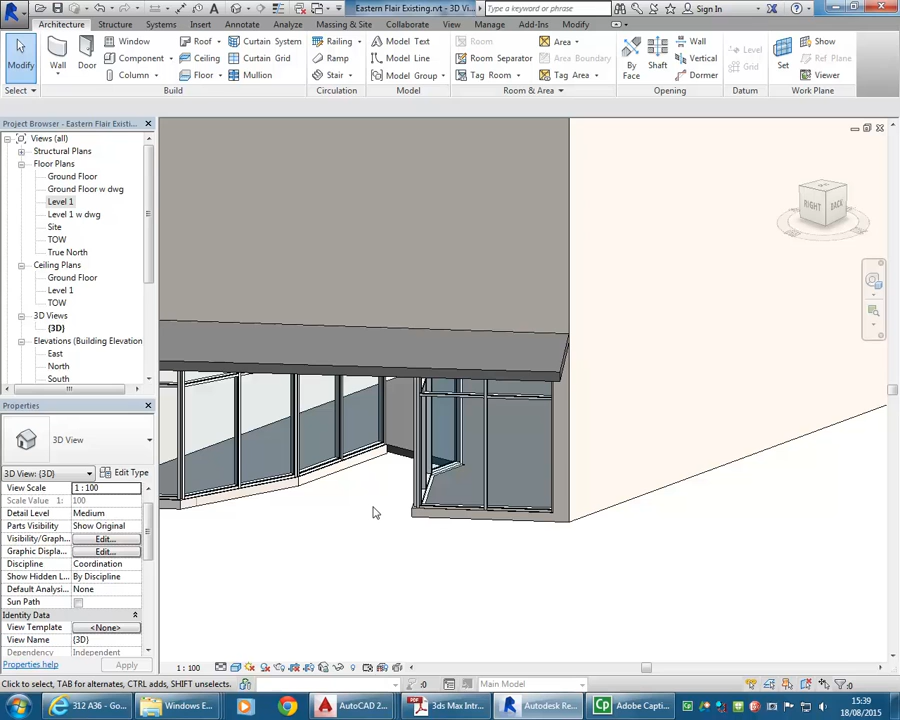 Eastern Flair Existing.rvt - 3D Vi...
Type a keyword or phrase
Sign In
Architecture Structure Systems Insert Annotate Analyze Massing & Site Collaborate View Manage Add-Ins Modify
Modify Wall Door Window Component Column Roof Ceiling Floor Curtain System Curtain Grid Mullion Railing Ramp Stair Model Text Model Line Model Group Room Room Separator Tag Room Area Area Boundary Tag Area By Face Shaft Wall Vertical Dormer Level Grid Set Show Ref Plane Viewer
Select Build Circulation Model Room & Area Opening Datum Work Plane
Project Browser - Eastern Flair Existi...
Views (all)
Structural Plans
Floor Plans
Ground Floor
Ground Floor w dwg
Level 1
Level 1 w dwg
Site
TOW
True North
Ceiling Plans
Ground Floor
Level 1
TOW
3D Views
{3D}
Elevations (Building Elevation
East
North
South
RIGHT BACK
Properties
3D View
3D View: {3D} Edit Type
View Scale 1 : 100
Scale Value 1: 100
Detail Level Medium
Parts Visibility Show Original
Visibility/Graph... Edit...
Graphic Displa... Edit...
Discipline Coordination
Show Hidden L... By Discipline
Default Analysi... None
Sun Path
Identity Data
View Template <None>
View Name {3D}
Dependency Independent
Properties help Apply
1 : 100
Click to select, TAB for alternates, CTRL adds, SHIFT unselects. :0 Main Model :0
312 A36 - Goo... Windows E... AutoCAD 2... 3ds Max Intr... Autodesk Re... Adobe Capti...
15:39
18/08/2015